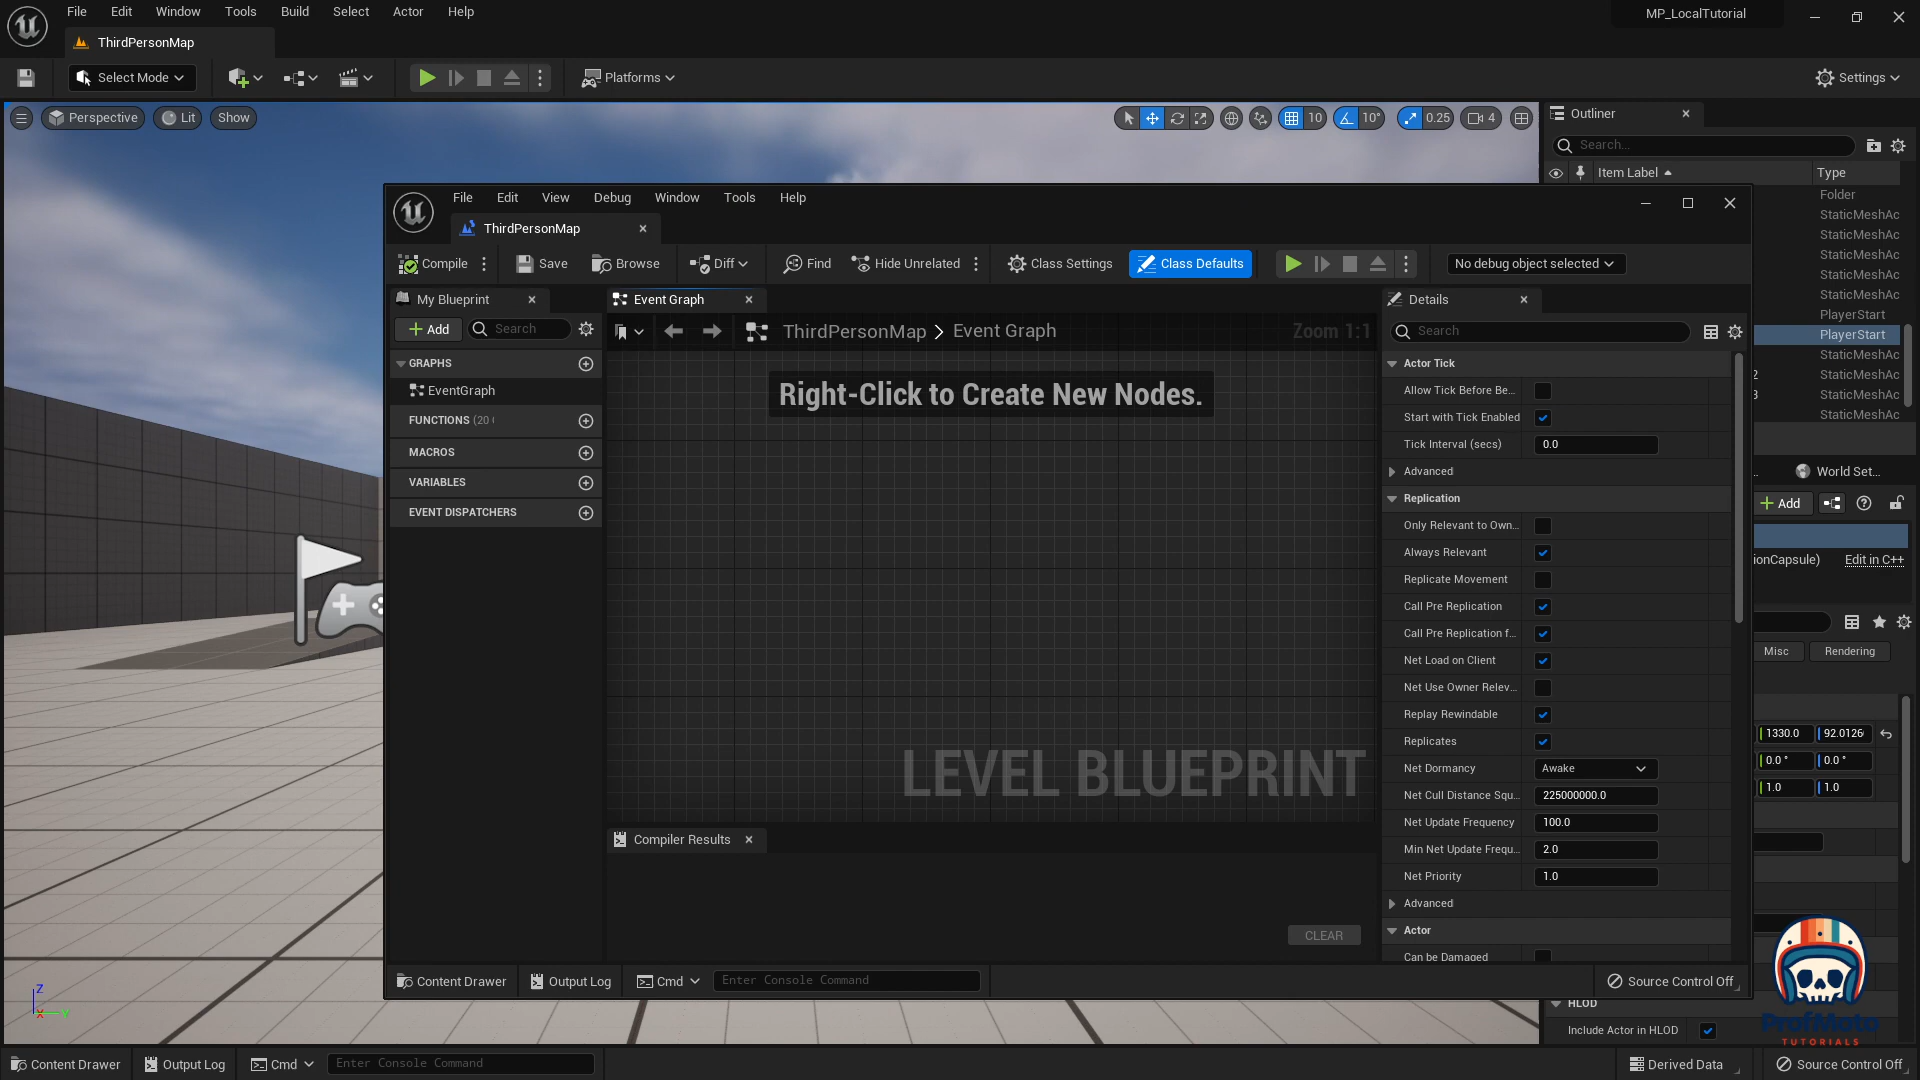 File Edit Window Tools Build Select Actor Help
MP_LocalTutorial
ThirdPersonMap
Select Mode
Platforms
Settings
Perspective
Lit
Show
10
10°
0.25
4
Outliner
Search...
Item Label
Type
Folder
StaticMeshAc
StaticMeshAc
StaticMeshAc
StaticMeshAc
StaticMeshAc
PlayerStart
PlayerStart
StaticMeshAc
2 StaticMeshAc
3 StaticMeshAc
StaticMeshAc
World Set...
Add
ionCapsule) Edit in C++
Misc Rendering
1330.0 92.0126
0.0 ° 0.0 °
1.0 1.0
HLOD
Include Actor in HLOD
File Edit View Debug Window Tools Help
ThirdPersonMap
Compile
Save
Browse
Diff
Find
Hide Unrelated
Class Settings
Class Defaults
No debug object selected
My Blueprint
Add
Search
GRAPHS
EventGraph
FUNCTIONS (20
MACROS
VARIABLES
EVENT DISPATCHERS
Event Graph
ThirdPersonMap > Event Graph
Zoom 1:1
Right-Click to Create New Nodes.
LEVEL BLUEPRINT
Compiler Results
CLEAR
Details
Search
Actor Tick
Allow Tick Before Be...
Start with Tick Enabled
Tick Interval (secs) 0.0
Advanced
Replication
Only Relevant to Own...
Always Relevant
Replicate Movement
Call Pre Replication
Call Pre Replication f...
Net Load on Client
Net Use Owner Relev...
Replay Rewindable
Replicates
Net Dormancy Awake
Net Cull Distance Squ... 225000000.0
Net Update Frequency 100.0
Min Net Update Frequ... 2.0
Net Priority 1.0
Advanced
Actor
Can be Damaged
Content Drawer
Output Log
Cmd
Enter Console Command
Source Control Off
Z
X
Y
ProfMoto
TUTORIALS
Content Drawer
Output Log
Cmd
Enter Console Command
Derived Data
Source Control Off